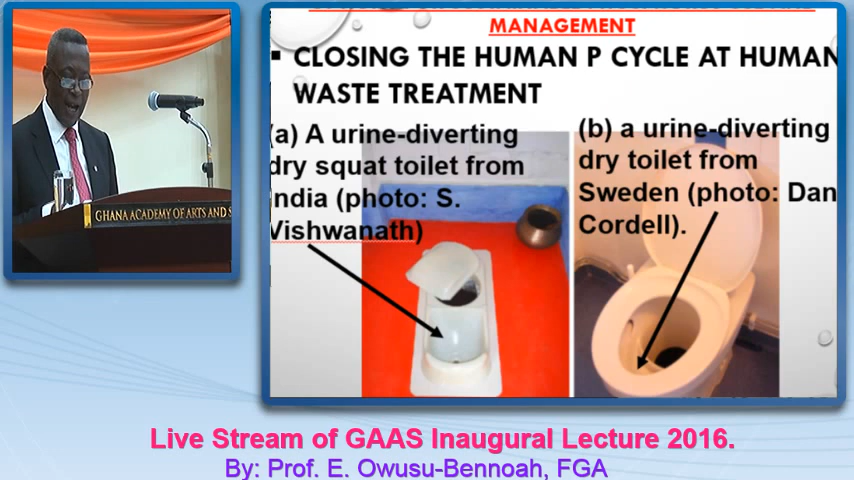 MANAGEMENT
▪ CLOSING THE HUMAN P CYCLE AT HUMAN
WASTE TREATMENT
(a) A urine-diverting
dry squat toilet from
India (photo: S.
Vishwanath)
(b) a urine-diverting
dry toilet from
Sweden (photo: Dan
Cordell).
GHANA ACADEMY OF ARTS AND S
Live Stream of GAAS Inaugural Lecture 2016.
By: Prof. E. Owusu-Bennoah, FGA